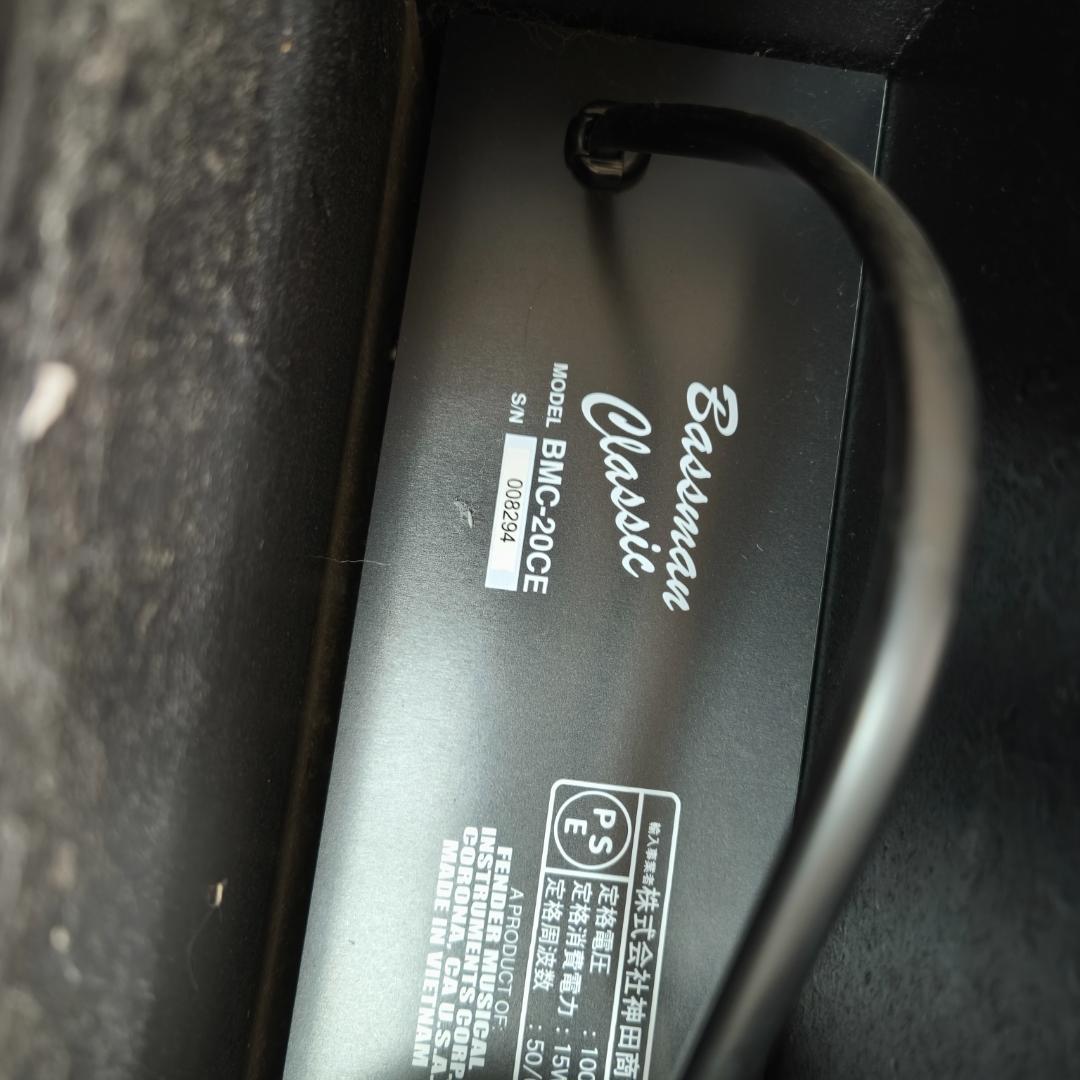 Bassman
Classic
MODEL BMC-20CE
S/N 008294
輸入事業者 株式会社神田商
PSE
定格電圧 : 100
定格消費電力 : 15W
定格周波数 : 50/
A PRODUCT OF
FENDER MUSICAL
INSTRUMENTS CORP.
CORONA, CA U.S.A.
MADE IN VIETNAM